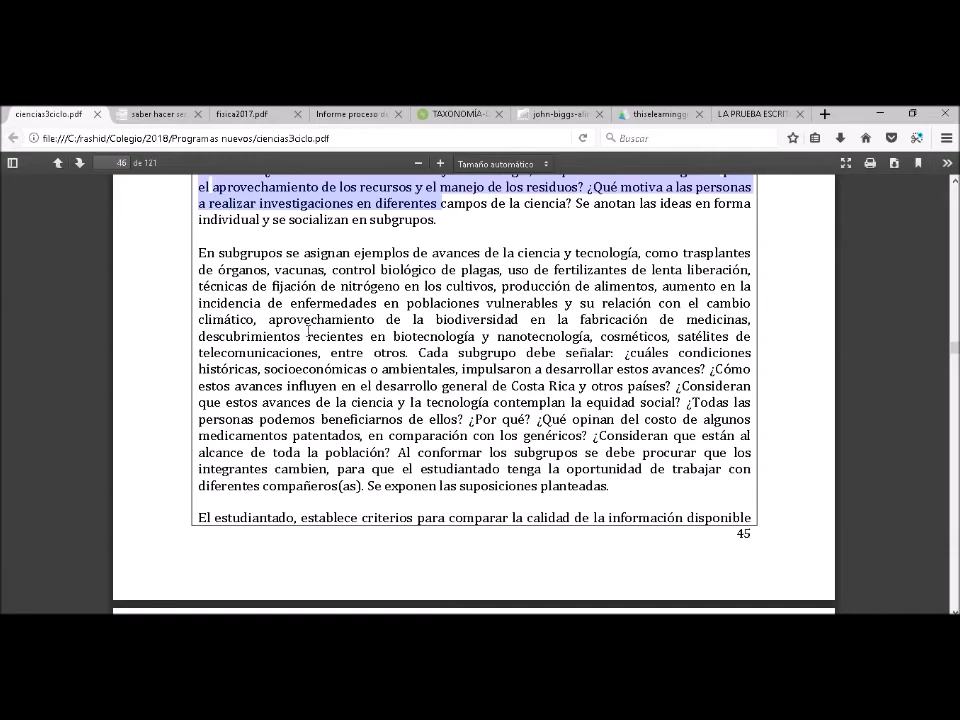 ciencias3ciclo.pdf
saber hacer se
fisica2017.pdf
Informe proceso d
TAXONOMÍA-
john-biggs-ali
thiselearning
LA PRUEBA ESCRI
file:///C:/rashid/Colegio/2018/Programas nuevos/ciencias3ciclo.pdf
Buscar
46 de 121
Tamaño automático
el aprovechamiento de los recursos y el manejo de los residuos? ¿Qué motiva a las personas
a realizar investigaciones en diferentes campos de la ciencia? Se anotan las ideas en forma
individual y se socializan en subgrupos.
En subgrupos se asignan ejemplos de avances de la ciencia y tecnología, como trasplantes
de órganos, vacunas, control biológico de plagas, uso de fertilizantes de lenta liberación,
técnicas de fijación de nitrógeno en los cultivos, producción de alimentos, aumento en la
incidencia de enfermedades en poblaciones vulnerables y su relación con el cambio
climático, aprovechamiento de la biodiversidad en la fabricación de medicinas,
descubrimientos recientes en biotecnología y nanotecnología, cosméticos, satélites de
telecomunicaciones, entre otros. Cada subgrupo debe señalar: ¿cuáles condiciones
históricas, socioeconómicas o ambientales, impulsaron a desarrollar estos avances? ¿Cómo
estos avances influyen en el desarrollo general de Costa Rica y otros países? ¿Consideran
que estos avances de la ciencia y la tecnología contemplan la equidad social? ¿Todas las
personas podemos beneficiarnos de ellos? ¿Por qué? ¿Qué opinan del costo de algunos
medicamentos patentados, en comparación con los genéricos? ¿Consideran que están al
alcance de toda la población? Al conformar los subgrupos se debe procurar que los
integrantes cambien, para que el estudiantado tenga la oportunidad de trabajar con
diferentes compañeros(as). Se exponen las suposiciones planteadas.
El estudiantado, establece criterios para comparar la calidad de la información disponible
45